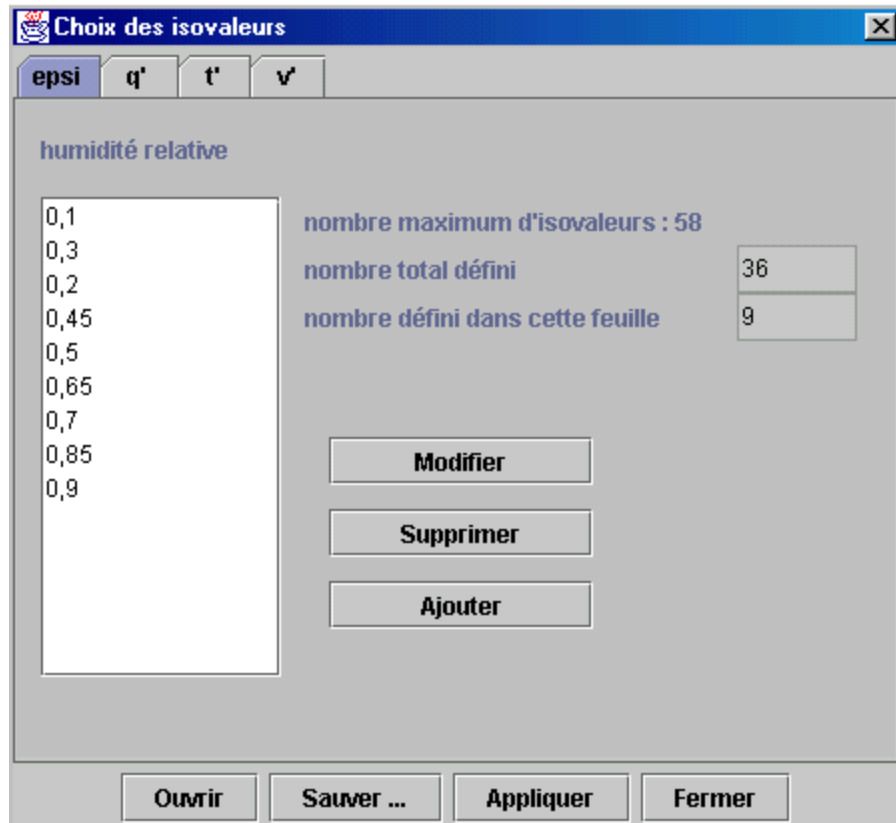 Choix des isovaleurs
epsi q' t' v'
humidité relative
0,1
0,3
0,2
0,45
0,5
0,65
0,7
0,85
0,9
nombre maximum d'isovaleurs : 58
nombre total défini 36
nombre défini dans cette feuille 9
Modifier
Supprimer
Ajouter
Ouvrir Sauver ... Appliquer Fermer